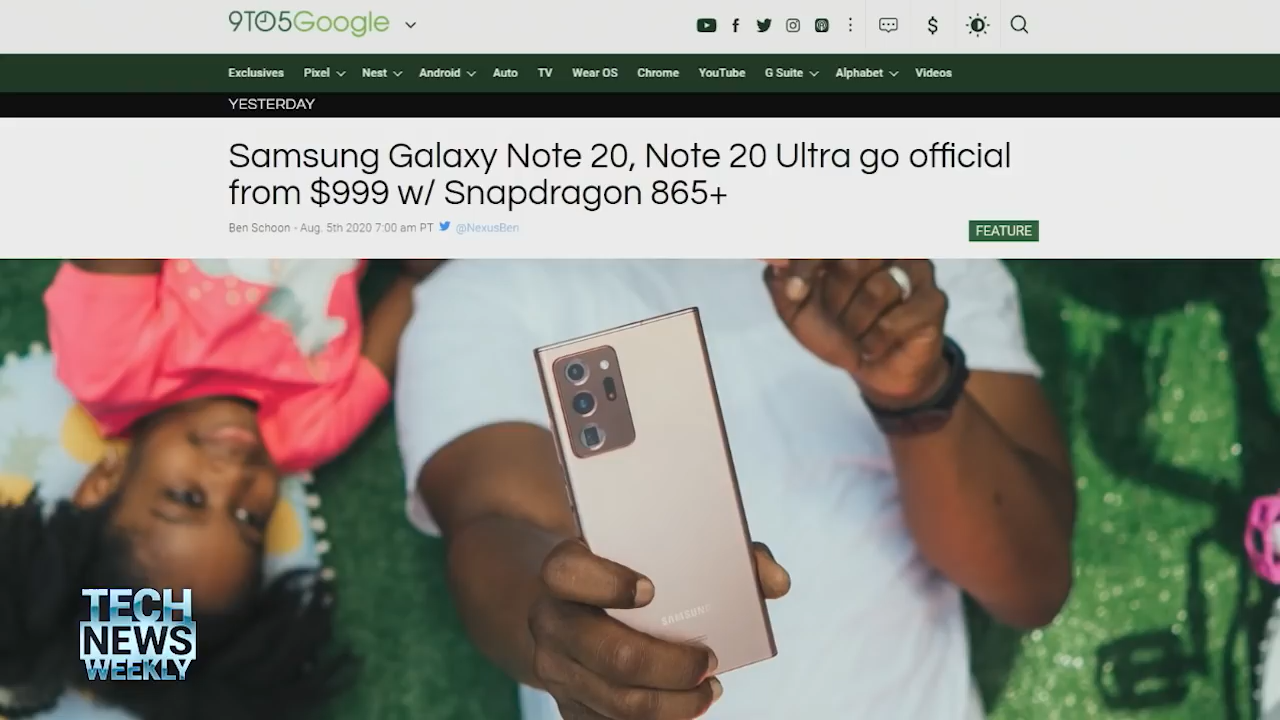 9TO5Google
Exclusives Pixel Nest Android Auto TV Wear OS Chrome YouTube G Suite Alphabet Videos
YESTERDAY
Samsung Galaxy Note 20, Note 20 Ultra go official
from $999 w/ Snapdragon 865+
Ben Schoon - Aug. 5th 2020 7:00 am PT @NexusBen
FEATURE
SAMSUNG
TECH
NEWS
WEEKLY